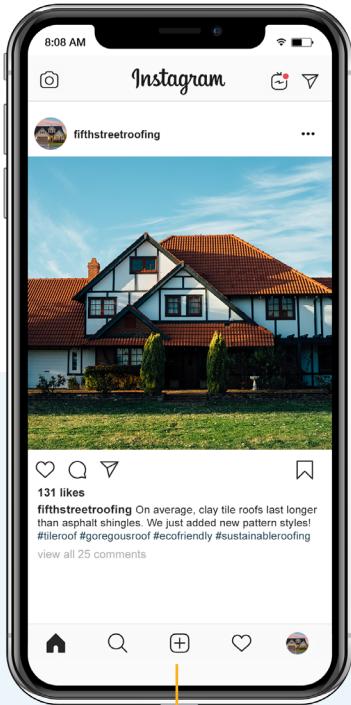 8:08 AM
Instagram
fifthstreetroofing
131 likes
fifthstreetroofing On average, clay tile roofs last longer
than asphalt shingles. We just added new pattern styles!
#tileroof #goregousroof #ecofriendly #sustainableroofing
view all 25 comments